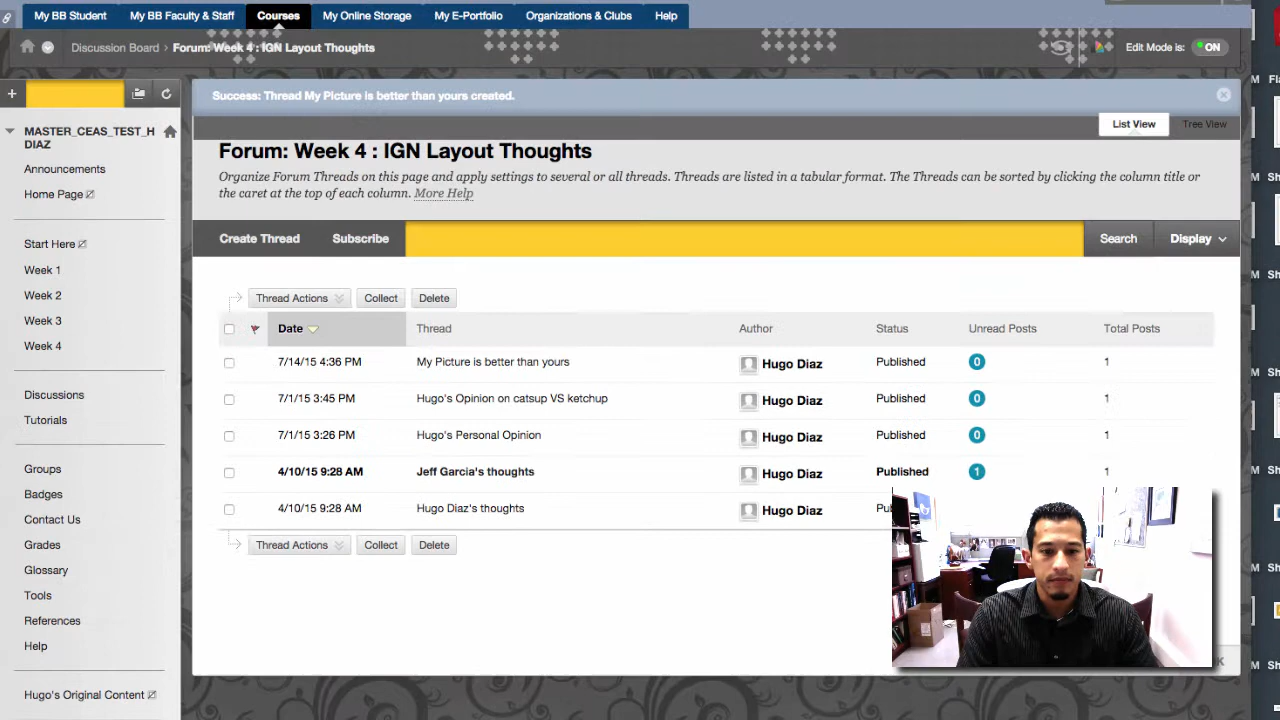 My BB Student My BB Faculty & Staff Courses My Online Storage My E-Portfolio Organizations & Clubs Help
Discussion Board Forum: Week 4 : IGN Layout Thoughts Edit Mode is: ON
Success: Thread My Picture is better than yours created.
List View Tree View
MASTER_CEAS_TEST_H
DIAZ
Announcements
Home Page
Start Here
Week 1
Week 2
Week 3
Week 4
Discussions
Tutorials
Groups
Badges
Contact Us
Grades
Glossary
Tools
References
Help
Hugo's Original Content
Forum: Week 4 : IGN Layout Thoughts
Organize Forum Threads on this page and apply settings to several or all threads. Threads are listed in a tabular format. The Threads can be sorted by clicking the column title or
the caret at the top of each column. More Help
Create Thread Subscribe Search Display
Thread Actions Collect Delete
Date Thread Author Status Unread Posts Total Posts
7/14/15 4:36 PM My Picture is better than yours Hugo Diaz Published 0 1
7/1/15 3:45 PM Hugo's Opinion on catsup VS ketchup Hugo Diaz Published 0 1
7/1/15 3:26 PM Hugo's Personal Opinion Hugo Diaz Published 0 1
4/10/15 9:28 AM Jeff Garcia's thoughts Hugo Diaz Published 1 1
4/10/15 9:28 AM Hugo Diaz's thoughts Hugo Diaz
Thread Actions Collect Delete